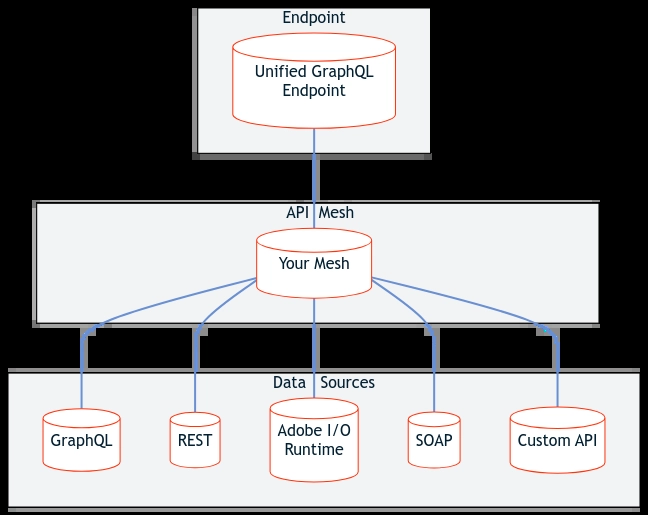 Endpoint
Unified GraphQL
Endpoint
API Mesh
Your Mesh
Data Sources
GraphQL
REST
Adobe I/O
Runtime
SOAP
Custom API